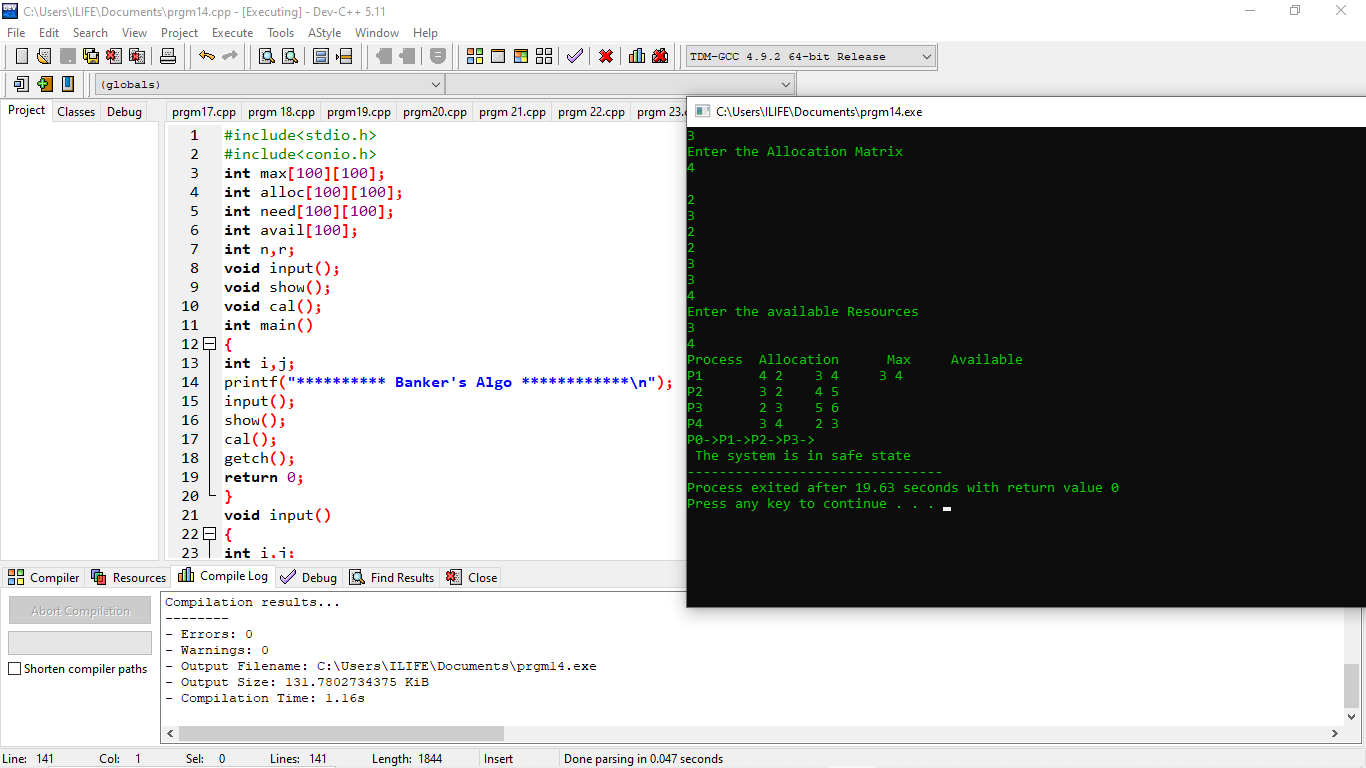 C:\Users\ILIFE\Documents\prgm14.cpp - [Executing] - Dev-C++ 5.11
File Edit Search View Project Execute Tools AStyle Window Help
TDM-GCC 4.9.2 64-bit Release
(globals)
Project Classes Debug
prgm17.cpp prgm 18.cpp prgm19.cpp prgm20.cpp prgm 21.cpp prgm 22.cpp prgm 23.
1 #include<stdio.h>
2 #include<conio.h>
3 int max[100][100];
4 int alloc[100][100];
5 int need[100][100];
6 int avail[100];
7 int n,r;
8 void input();
9 void show();
10 void cal();
11 int main()
12 {
13 int i,j;
14 printf("********** Banker's Algo ************\n");
15 input();
16 show();
17 cal();
18 getch();
19 return 0;
20 }
21 void input()
22 {
23 int i,j;
C:\Users\ILIFE\Documents\prgm14.exe
3
Enter the Allocation Matrix
4
2
3
2
2
3
3
4
Enter the available Resources
3
4
Process Allocation Max Available
P1 4 2 3 4 3 4
P2 3 2 4 5
P3 2 3 5 6
P4 3 4 2 3
P0->P1->P2->P3->
The system is in safe state
--------------------------------
Process exited after 19.63 seconds with return value 0
Press any key to continue . . .
Compiler Resources Compile Log Debug Find Results Close
Abort Compilation
Shorten compiler paths
Compilation results...
--------
- Errors: 0
- Warnings: 0
- Output Filename: C:\Users\ILIFE\Documents\prgm14.exe
- Output Size: 131.7802734375 KiB
- Compilation Time: 1.16s
Line: 141 Col: 1 Sel: 0 Lines: 141 Length: 1844 Insert Done parsing in 0.047 seconds